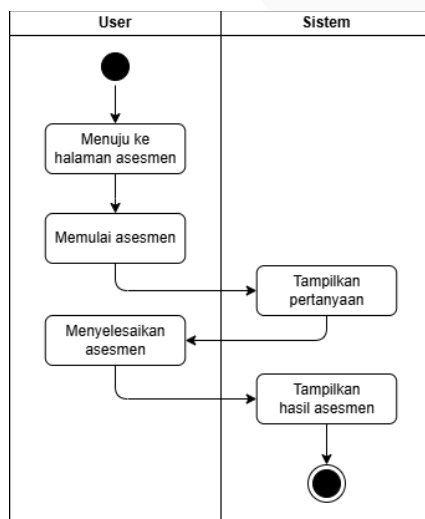 User
Sistem
Menuju ke
halaman asesmen
Memulai asesmen
Tampilkan
pertanyaan
Menyelesaikan
asesmen
Tampilkan
hasil asesmen